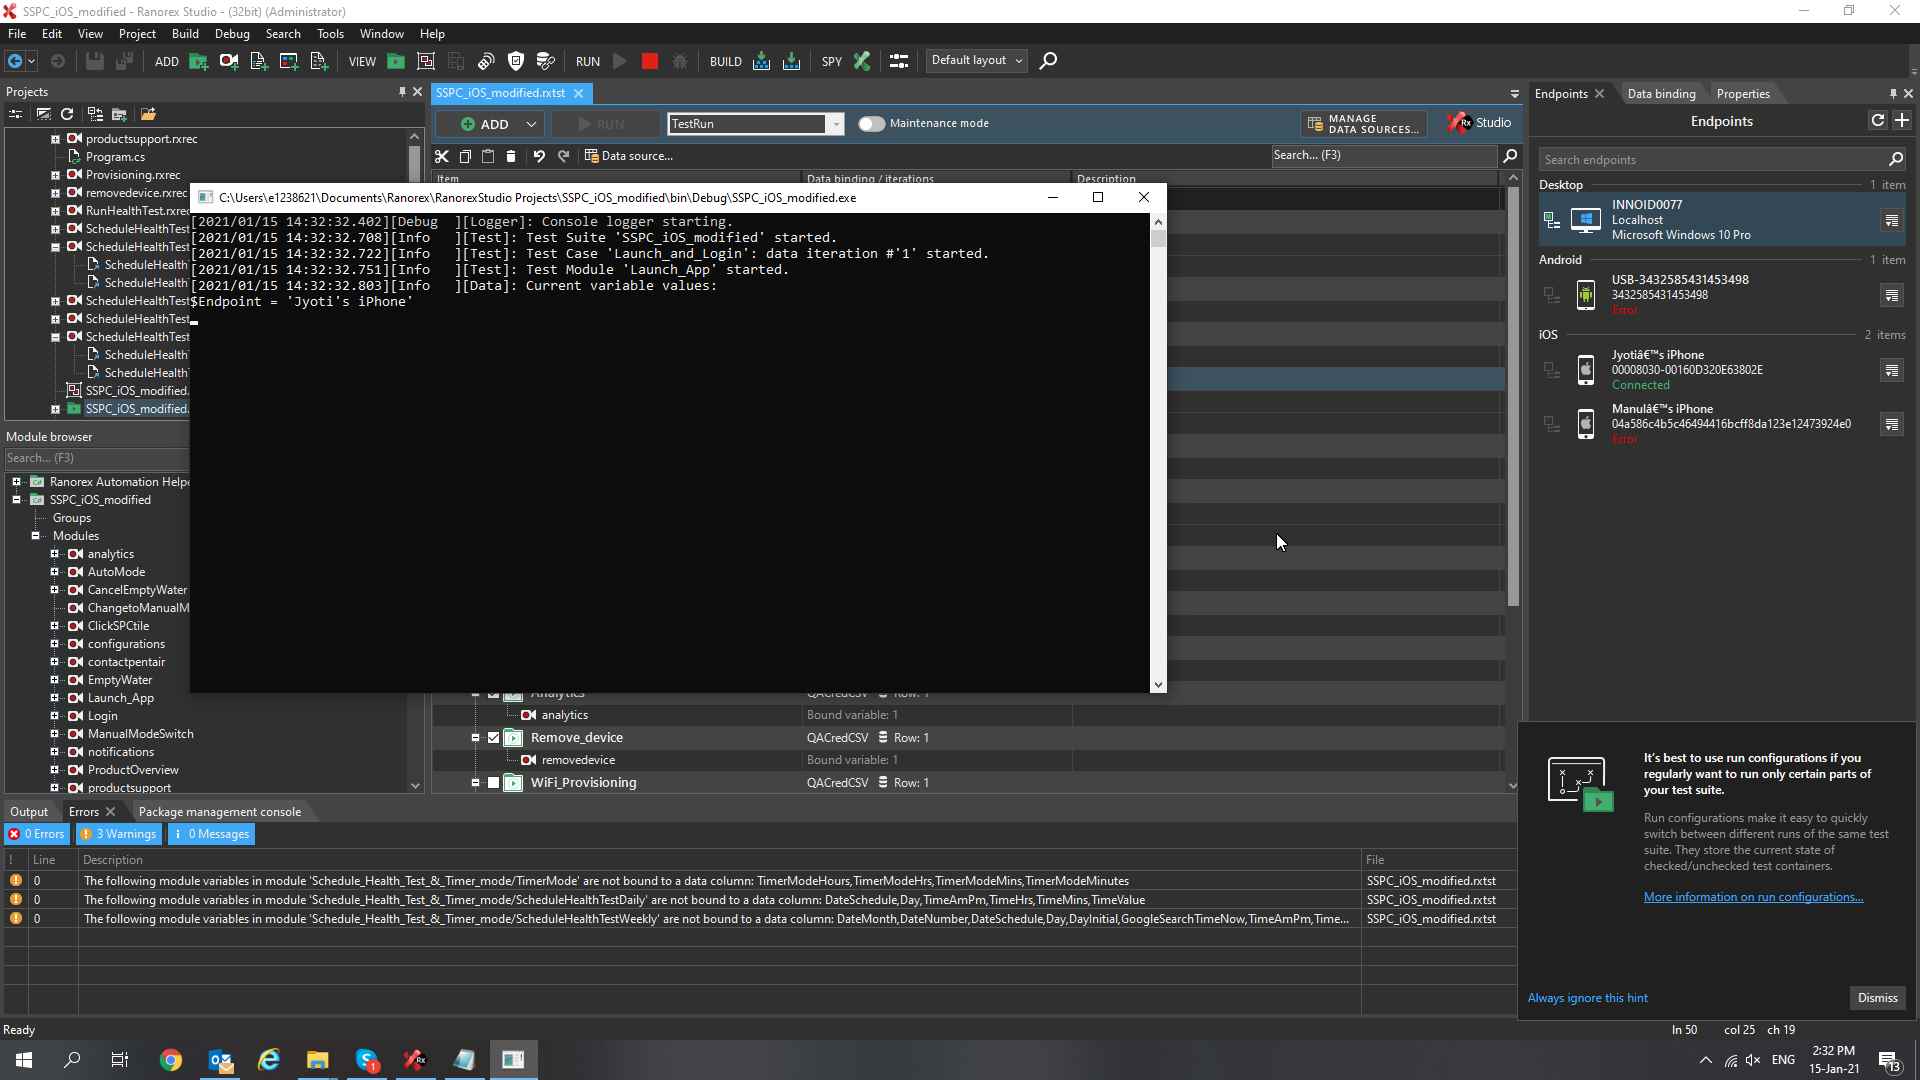 SSPC_iOS_modified - Ranorex Studio - (32bit) (Administrator)
File Edit View Project Build Debug Search Tools Window Help
ADD VIEW RUN BUILD SPY Default layout
Projects
productsupport.rxrec
Program.cs
Provisioning.rxrec
removedevice.rxrec
RunHealthTest.rxrec
ScheduleHealthTest
ScheduleHealthTest
ScheduleHealth
ScheduleHealth
ScheduleHealthTest
ScheduleHealthTest
ScheduleHealthTest
ScheduleHealth
ScheduleHealth
SSPC_iOS_modified.
SSPC_iOS_modified.
Module browser
Search... (F3)
Ranorex Automation Helpe
SSPC_iOS_modified
Groups
Modules
analytics
AutoMode
CancelEmptyWater
ChangetoManualM
ClickSPCtile
configurations
contactpentair
EmptyWater
Launch_App
Login
ManualModeSwitch
notifications
ProductOverview
productsupport
SSPC_iOS_modified.rxtst
ADD RUN TestRun Maintenance mode MANAGE DATA SOURCES... Rx Studio
Data source... Search... (F3)
Item Data binding / iterations Description
C:\Users\e1238621\Documents\Ranorex\RanorexStudio Projects\SSPC_iOS_modified\bin\Debug\SSPC_iOS_modified.exe
[2021/01/15 14:32:32.402][Debug  ][Logger]: Console logger starting.
[2021/01/15 14:32:32.708][Info   ][Test]: Test Suite 'SSPC_iOS_modified' started.
[2021/01/15 14:32:32.722][Info   ][Test]: Test Case 'Launch_and_Login': data iteration #'1' started.
[2021/01/15 14:32:32.751][Info   ][Test]: Test Module 'Launch_App' started.
[2021/01/15 14:32:32.803][Info   ][Data]: Current variable values:
$Endpoint = 'Jyoti's iPhone'
Analytics QACredCSV Row: 1
analytics Bound variable: 1
Remove_device QACredCSV Row: 1
removedevice Bound variable: 1
WiFi_Provisioning QACredCSV Row: 1
Endpoints Data binding Properties
Endpoints
Search endpoints
Desktop 1 item
INNOID0077
Localhost
Microsoft Windows 10 Pro
Android 1 item
USB-3432585431453498
3432585431453498
Error
iOS 2 items
Jyotiâ€™s iPhone
00008030-00160D320E63802E
Connected
Manulâ€™s iPhone
04a586c4b5c46494416bcff8da123e12473924e0
Error
It's best to use run configurations if you
regularly want to run only certain parts of
your test suite.
Run configurations make it easy to quickly
switch between different runs of the same test
suite. They store the current state of
checked/unchecked test containers.
More information on run configurations...
Always ignore this hint Dismiss
Output Errors Package management console
0 Errors 3 Warnings 0 Messages
! Line Description File
0 The following module variables in module 'Schedule_Health_Test_&_Timer_mode/TimerMode' are not bound to a data column: TimerModeHours,TimerModeHrs,TimerModeMins,TimerModeMinutes SSPC_iOS_modified.rxtst
0 The following module variables in module 'Schedule_Health_Test_&_Timer_mode/ScheduleHealthTestDaily' are not bound to a data column: DateSchedule,Day,TimeAmPm,TimeHrs,TimeMins,TimeValue SSPC_iOS_modified.rxtst
0 The following module variables in module 'Schedule_Health_Test_&_Timer_mode/ScheduleHealthTestWeekly' are not bound to a data column: DateMonth,DateNumber,DateSchedule,Day,DayInitial,GoogleSearchTimeNow,TimeAmPm,Time... SSPC_iOS_modified.rxtst
Ready ln 50 col 25 ch 19
ENG
2:32 PM
15-Jan-21
13